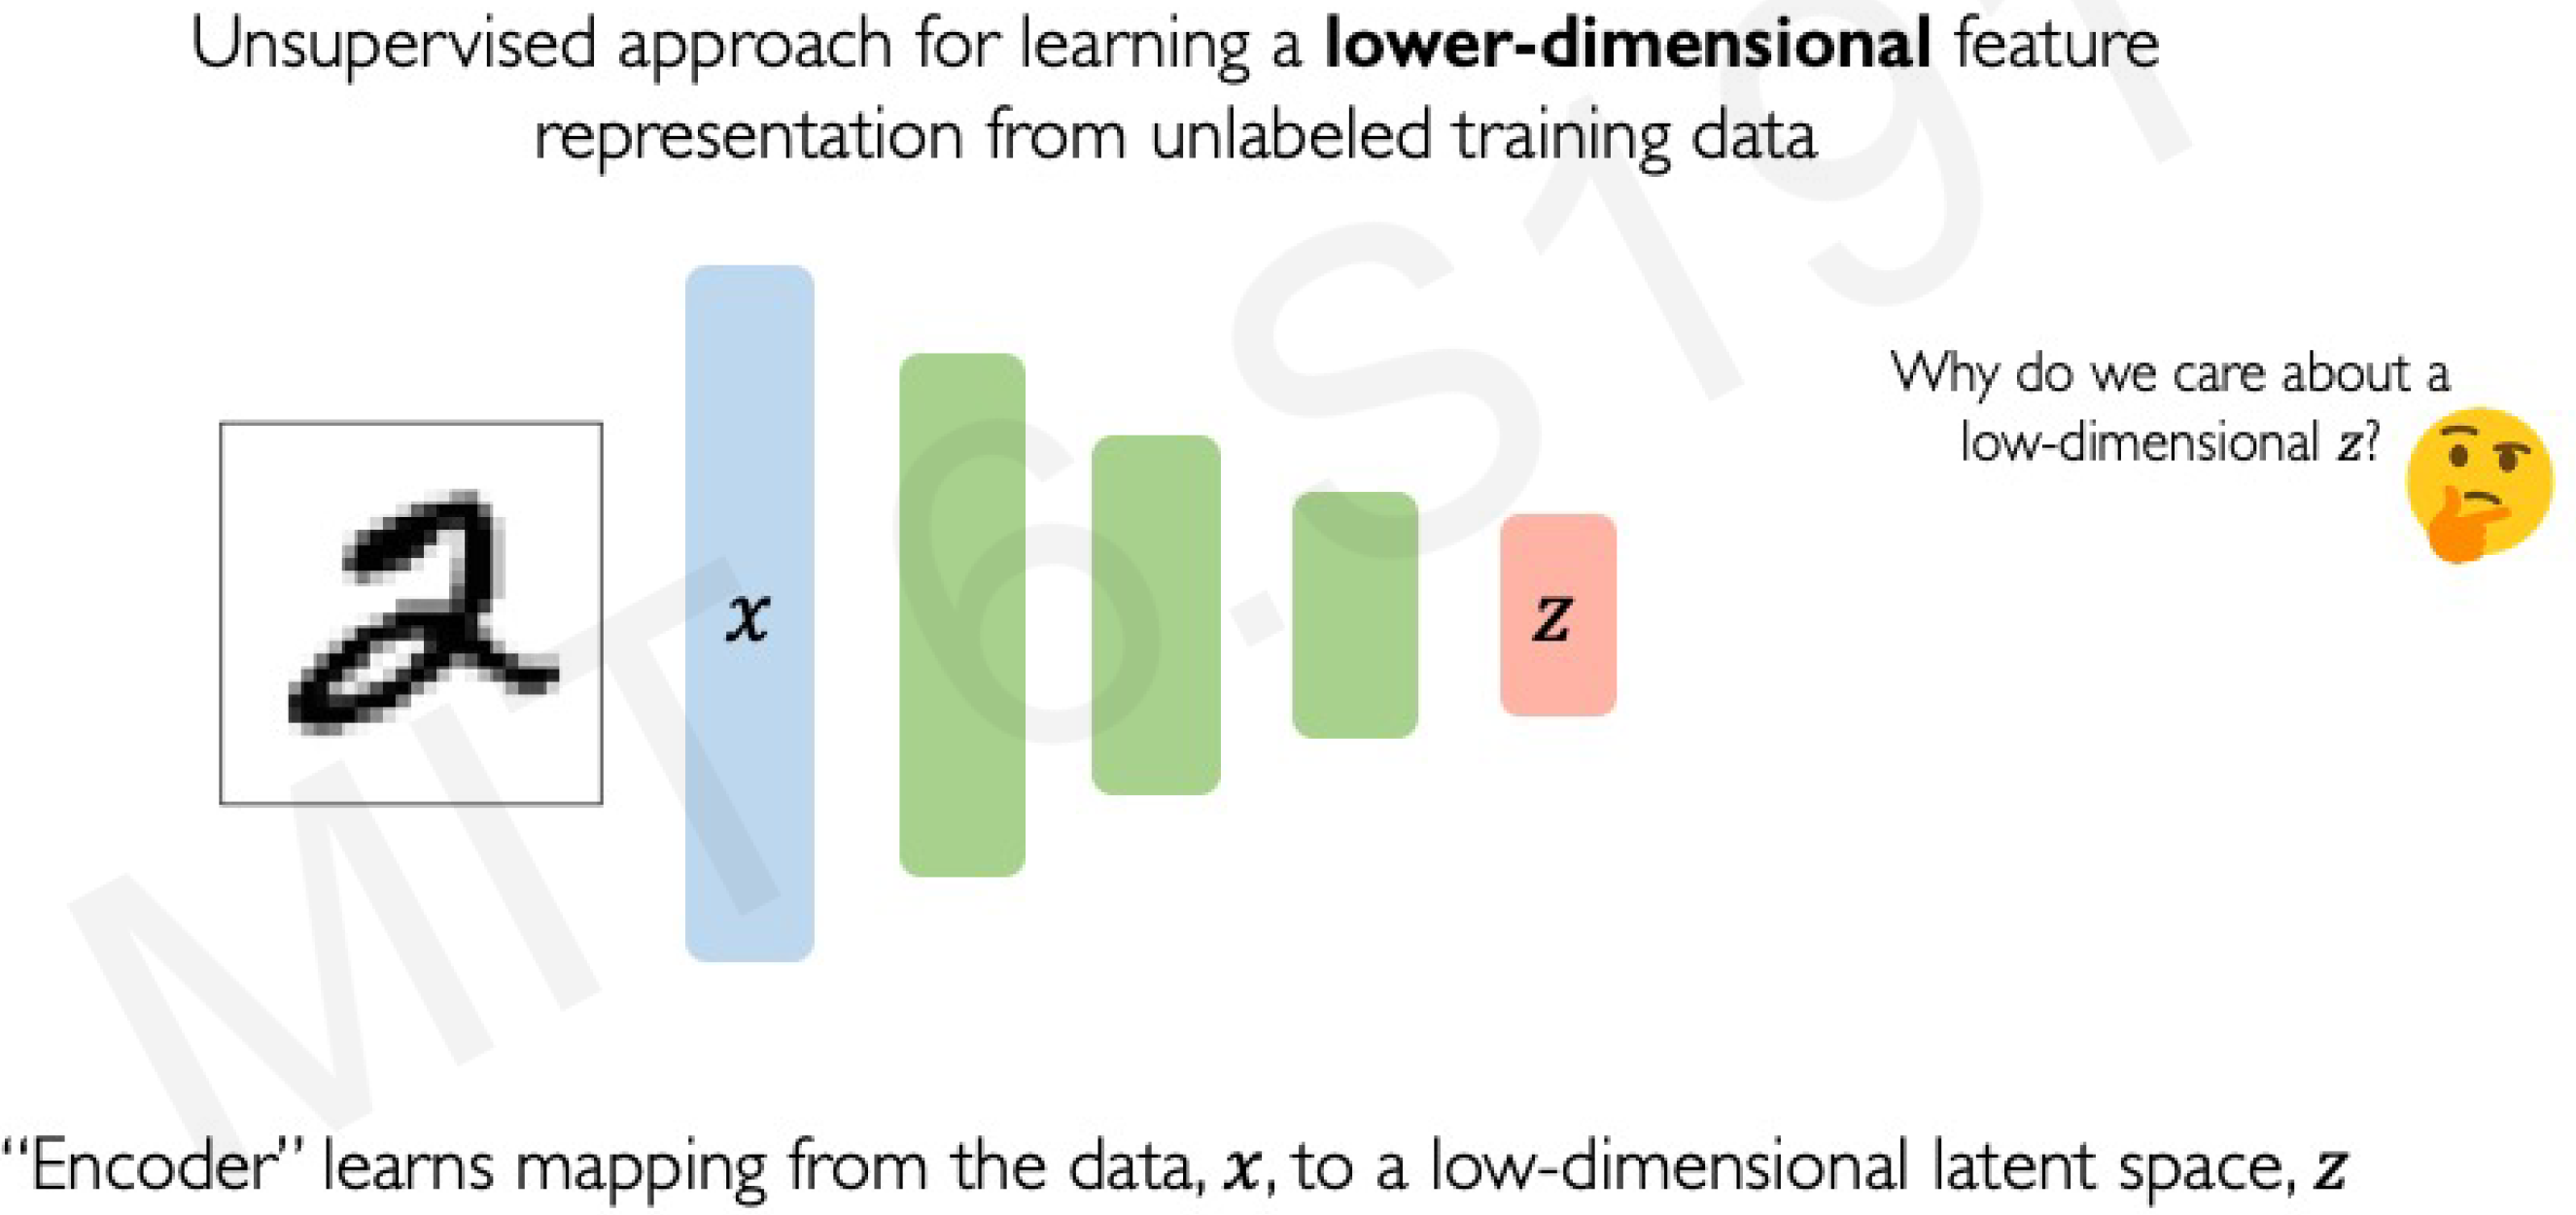 Unsupervised approach for learning a lower-dimensional feature
representation from unlabeled training data
Why do we care about a
low-dimensional z?
x
z
MIT 6.S191
“Encoder” learns mapping from the data, x, to a low-dimensional latent space, z